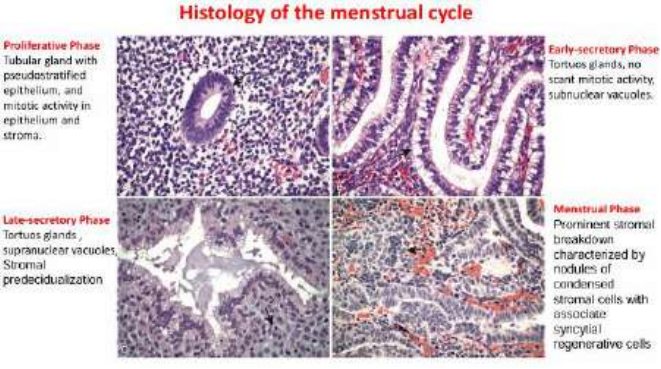 Histology of the menstrual cycle
Proliferative Phase
Tubular gland with
pseudostratified
epithelium, and
mitotic activity in
epithelium and
stroma.
Early-secretory Phase
Tortuos glands, no
scant mitotic activity,
subnuclear vacuoles.
Late-secretory Phase
Tortuos glands ,
supranuclear vacuoles,
Stromal
predecidualization
Menstrual Phase
Prominent stromal
breakdown
characterized by
nodules of
condensed
stromal cells with
associate
syncytial
regenerative cells